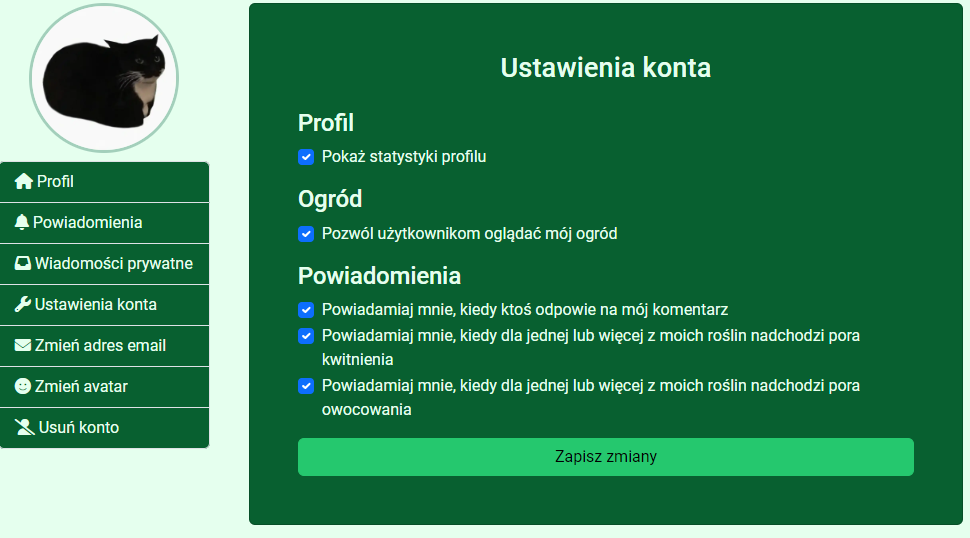 Profil
Powiadomienia
Wiadomości prywatne
Ustawienia konta
Zmień adres email
Zmień avatar
Usuń konto
Ustawienia konta
Profil
Pokaż statystyki profilu
Ogród
Pozwól użytkownikom oglądać mój ogród
Powiadomienia
Powiadamiaj mnie, kiedy ktoś odpowie na mój komentarz
Powiadamiaj mnie, kiedy dla jednej lub więcej z moich roślin nadchodzi pora
kwitnienia
Powiadamiaj mnie, kiedy dla jednej lub więcej z moich roślin nadchodzi pora
owocowania
Zapisz zmiany